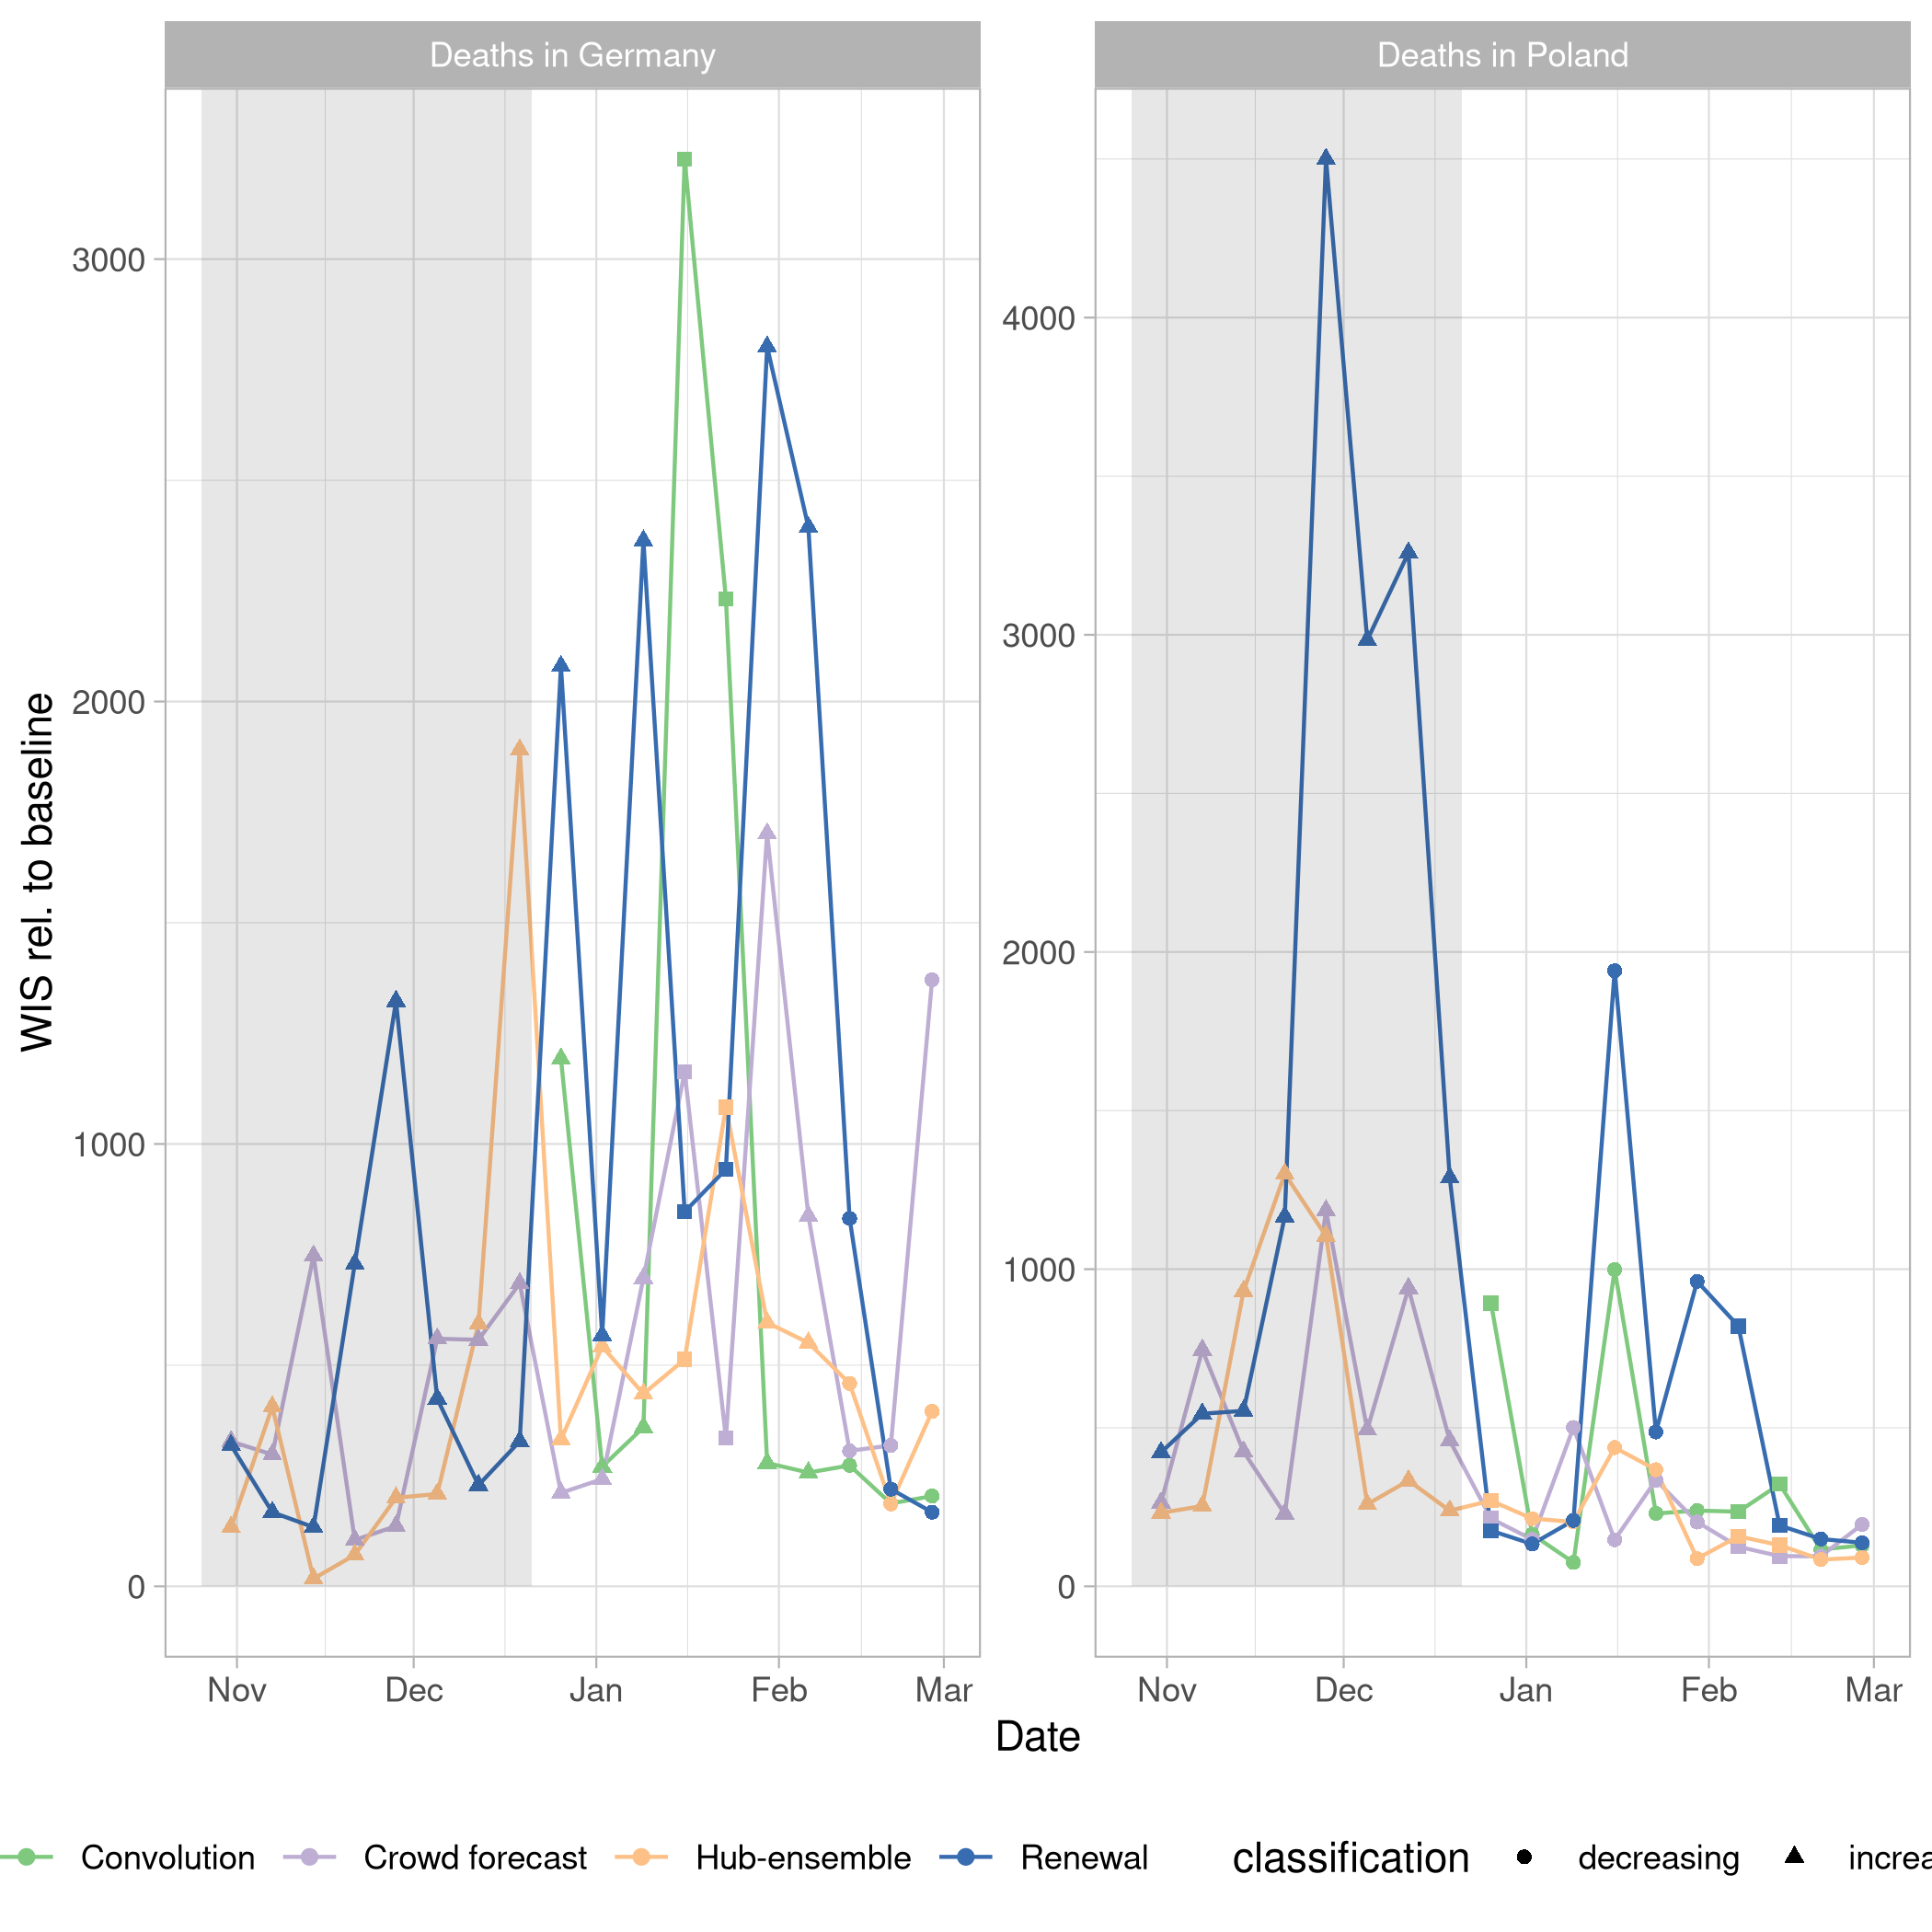 Deaths in Germany
Deaths in Poland
WIS rel. to baseline
3000
2000
1000
0
4000
3000
2000
1000
0
Nov Dec Jan Feb Mar
Nov Dec Jan Feb Mar
Date
Convolution Crowd forecast Hub-ensemble Renewal classification decreasing